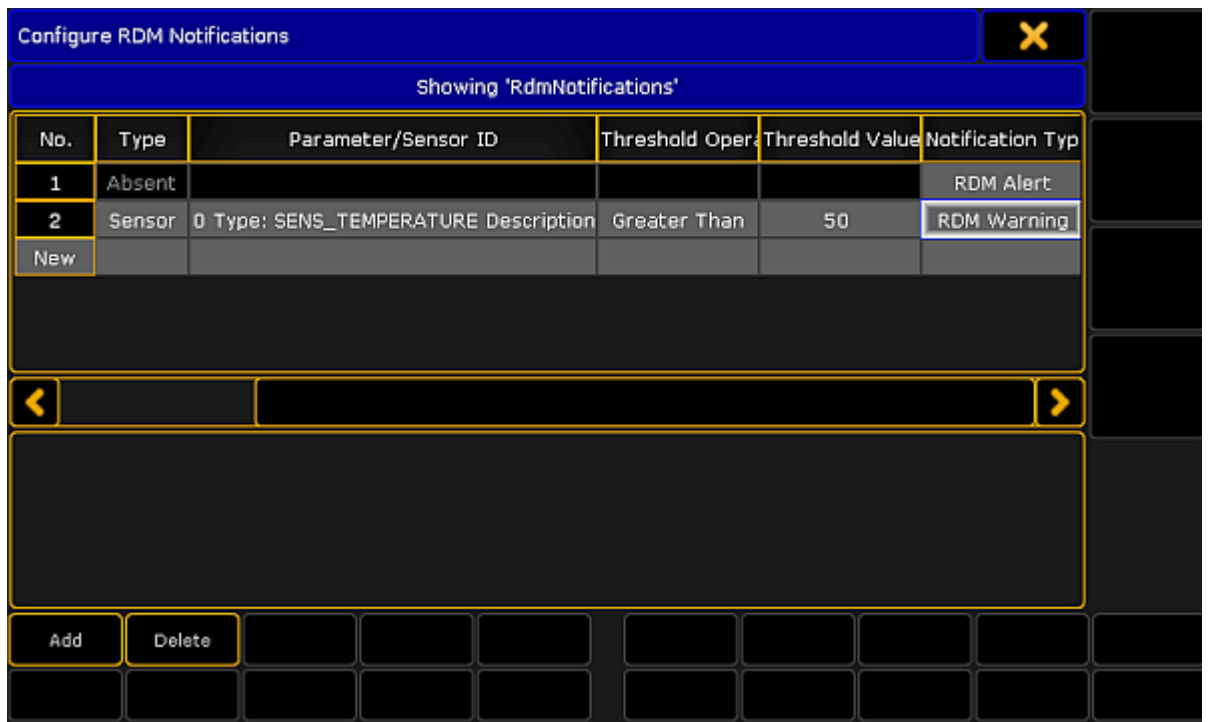 Configure RDM Notifications
Showing 'RdmNotifications'
No. Type Parameter/Sensor ID Threshold Opera Threshold Value Notification Typ
1 Absent RDM Alert
2 Sensor 0 Type: SENS_TEMPERATURE Description Greater Than 50 RDM Warning
New
Add Delete